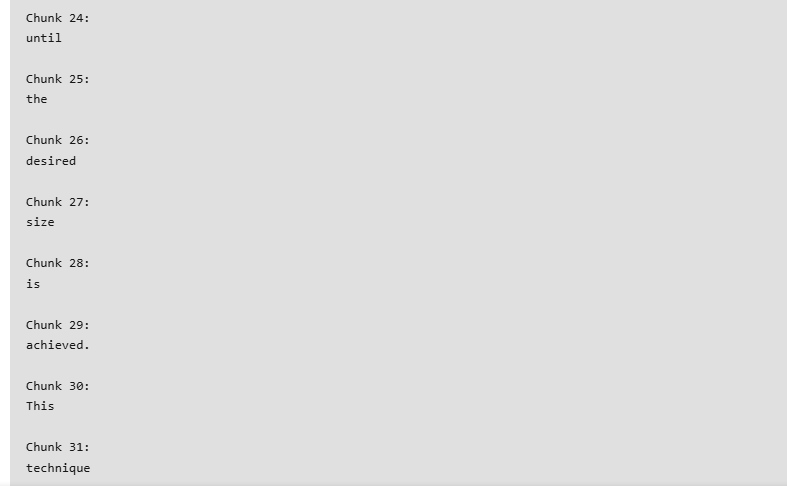 Chunk 24:
until
Chunk 25:
the
Chunk 26:
desired
Chunk 27:
size
Chunk 28:
is
Chunk 29:
achieved.
Chunk 30:
This
Chunk 31:
technique